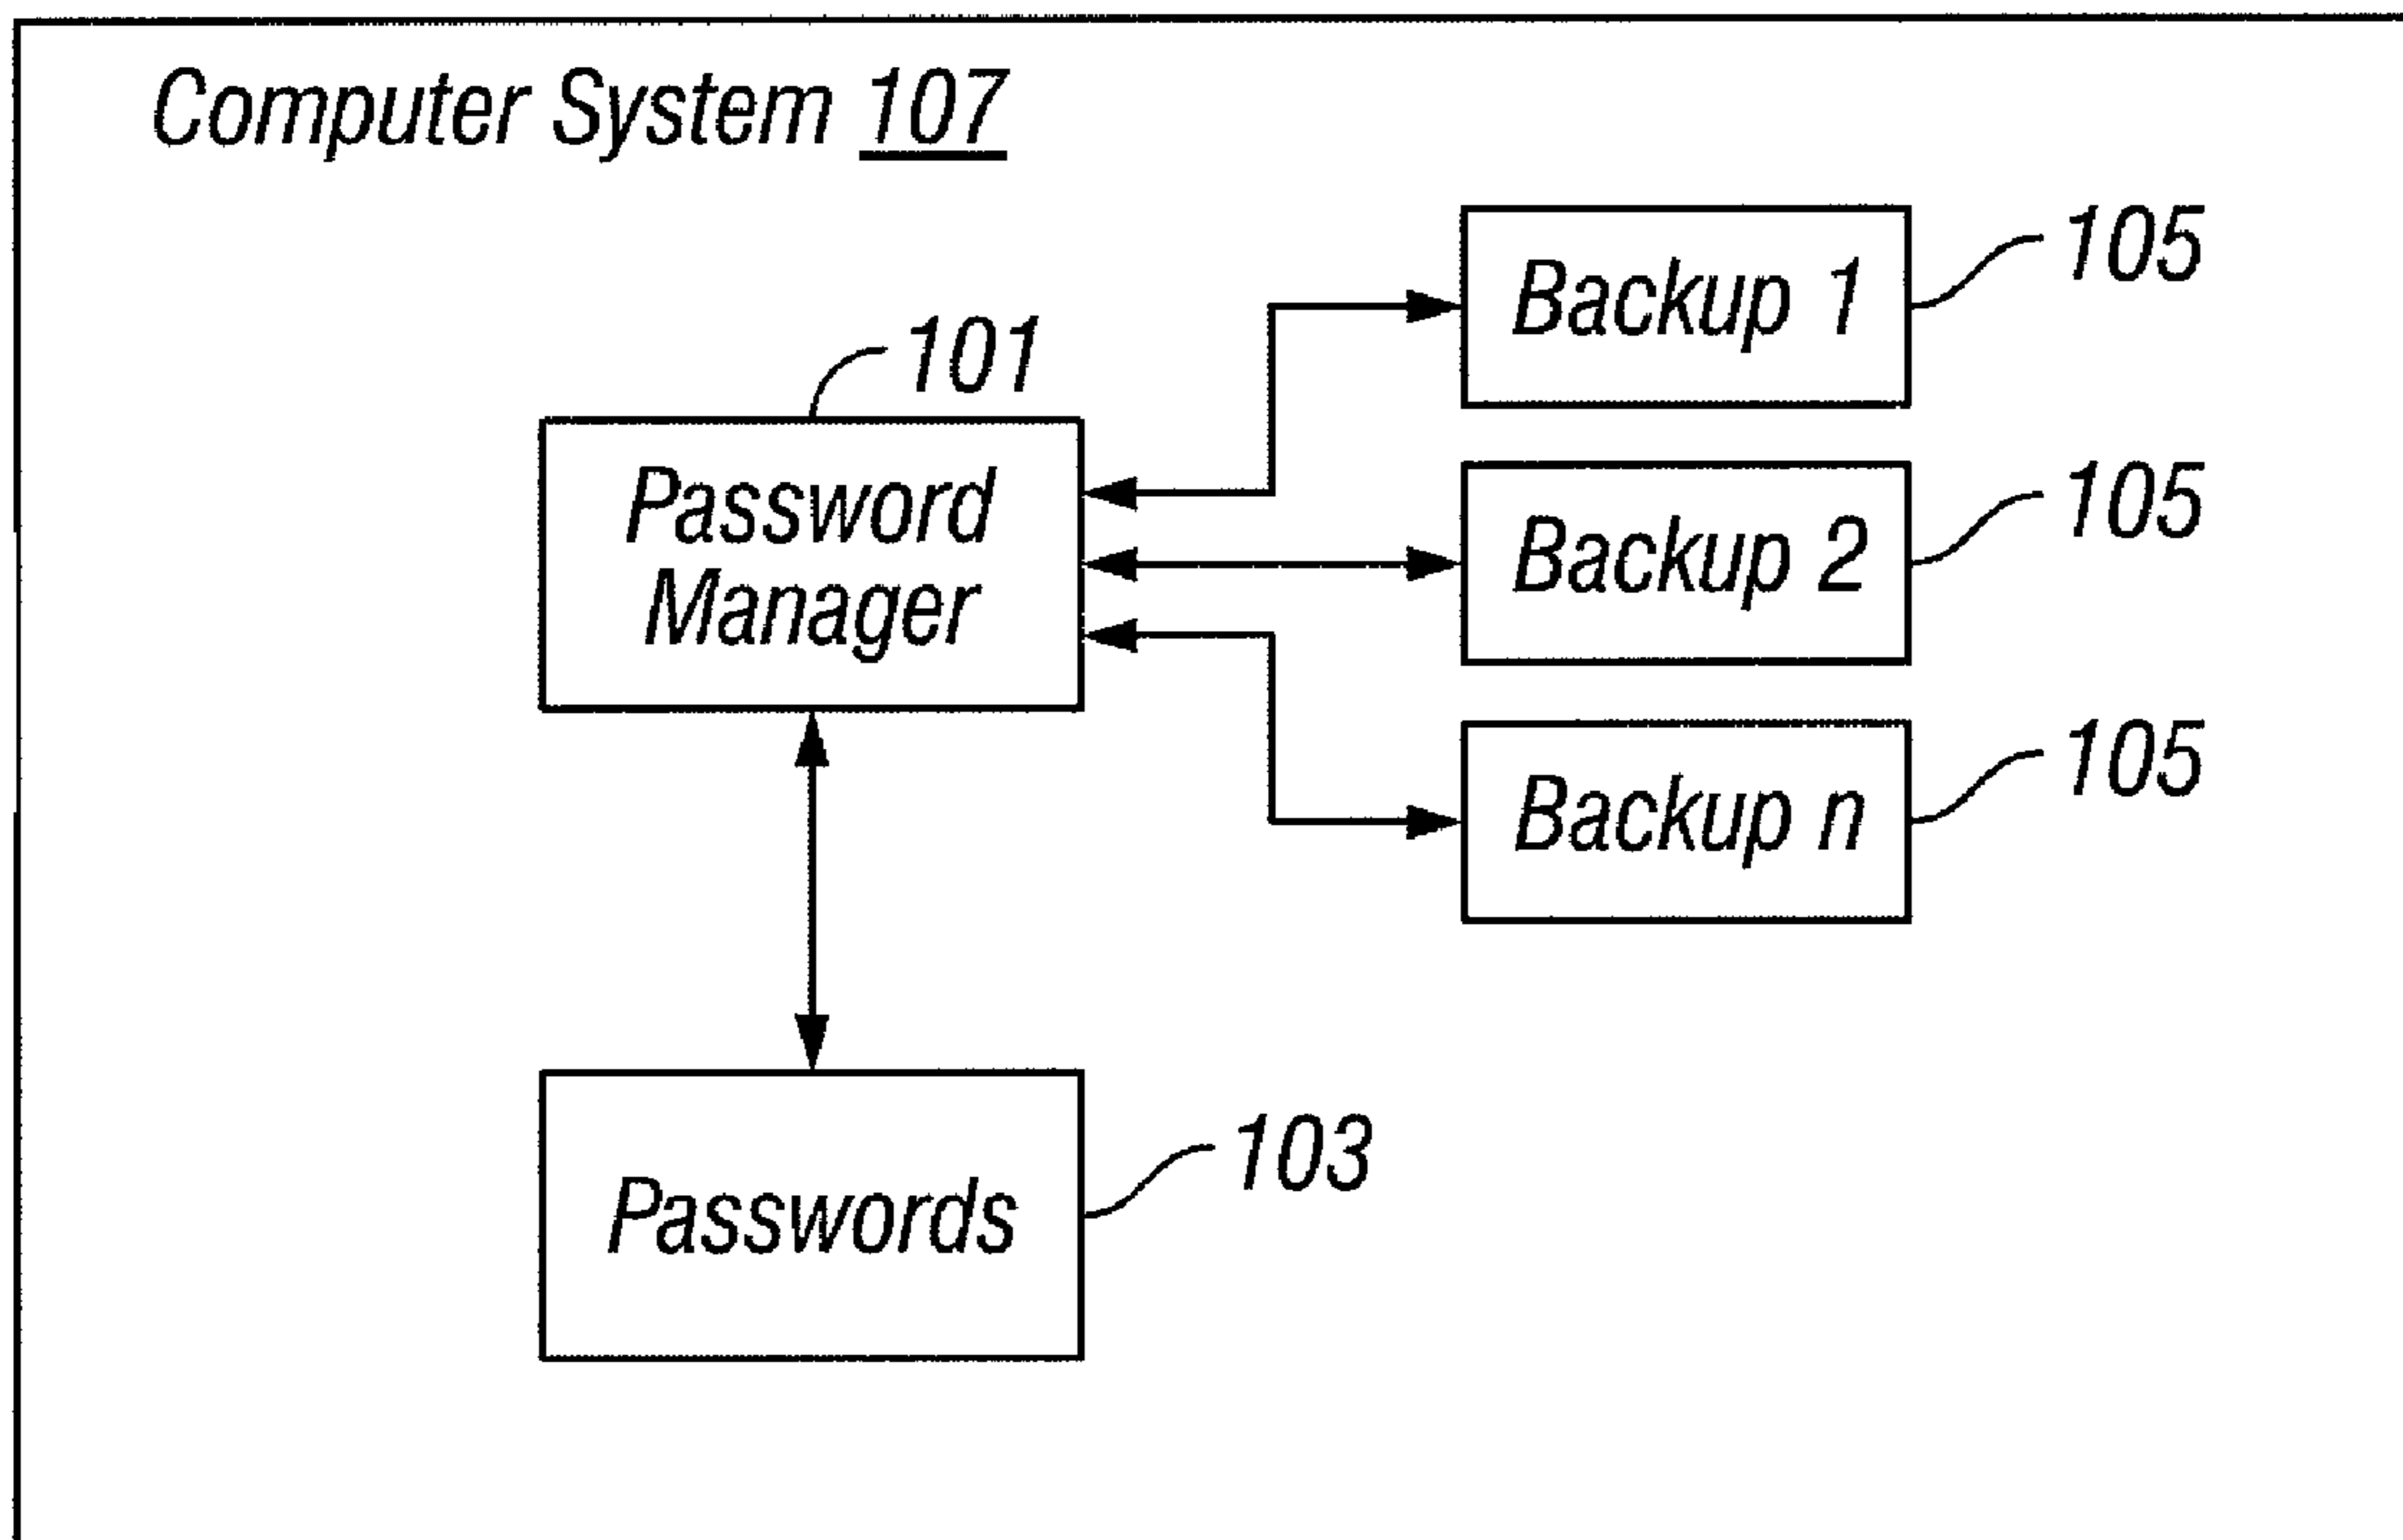 Computer System 107
Backup 1
105
101
Password
Manager
Backup 2
105
Backup n
105
Passwords
103